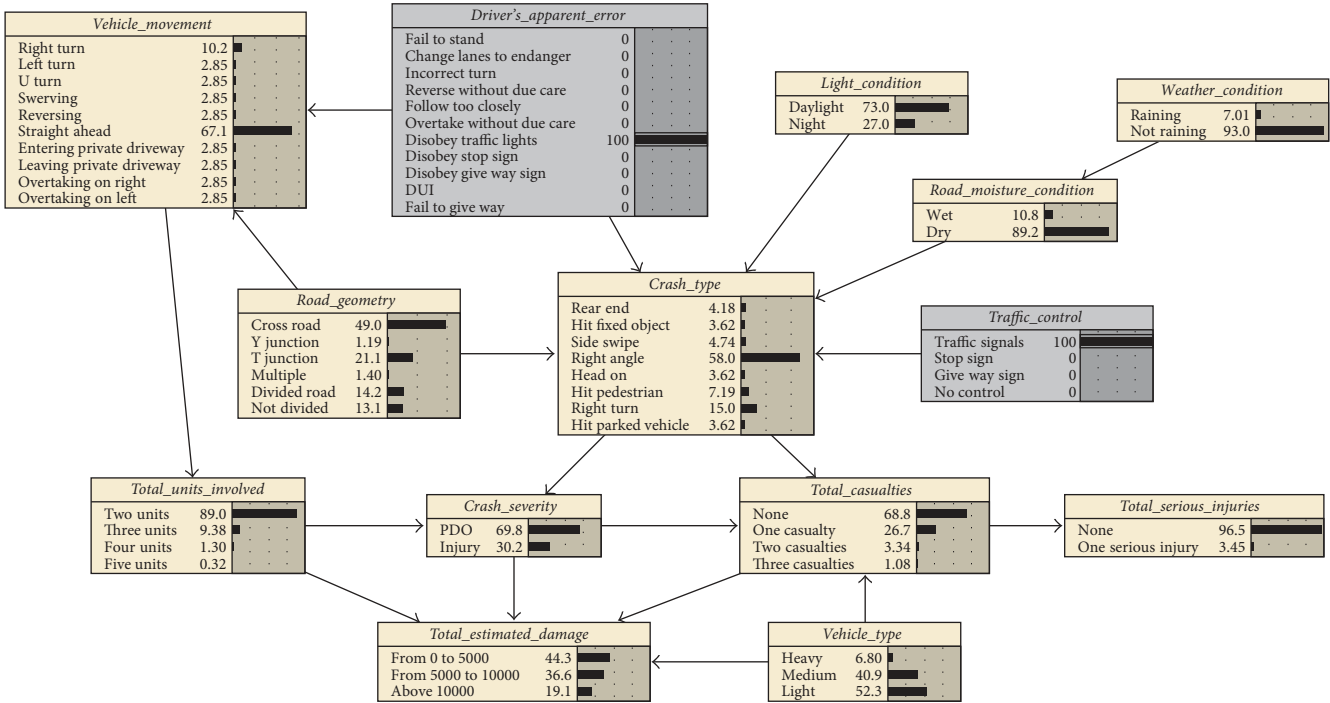 Vehicle_movement
Right turn 10.2
Left turn 2.85
U turn 2.85
Swerving 2.85
Reversing 2.85
Straight ahead 67.1
Entering private driveway 2.85
Leaving private driveway 2.85
Overtaking on right 2.85
Overtaking on left 2.85
Driver's_apparent_error
Fail to stand 0
Change lanes to endanger 0
Incorrect turn 0
Reverse without due care 0
Follow too closely 0
Overtake without due care 0
Disobey traffic lights 100
Disobey stop sign 0
Disobey give way sign 0
DUI 0
Fail to give way 0
Light_condition
Daylight 73.0
Night 27.0
Weather_condition
Raining 7.01
Not raining 93.0
Road_moisture_condition
Wet 10.8
Dry 89.2
Road_geometry
Cross road 49.0
Y junction 1.19
T junction 21.1
Multiple 1.40
Divided road 14.2
Not divided 13.1
Crash_type
Rear end 4.18
Hit fixed object 3.62
Side swipe 4.74
Right angle 58.0
Head on 3.62
Hit pedestrian 7.19
Right turn 15.0
Hit parked vehicle 3.62
Traffic_control
Traffic signals 100
Stop sign 0
Give way sign 0
No control 0
Total_units_involved
Two units 89.0
Three units 9.38
Four units 1.30
Five units 0.32
Crash_severity
PDO 69.8
Injury 30.2
Total_casualties
None 68.8
One casualty 26.7
Two casualties 3.34
Three casualties 1.08
Total_serious_injuries
None 96.5
One serious injury 3.45
Total_estimated_damage
From 0 to 5000 44.3
From 5000 to 10000 36.6
Above 10000 19.1
Vehicle_type
Heavy 6.80
Medium 40.9
Light 52.3